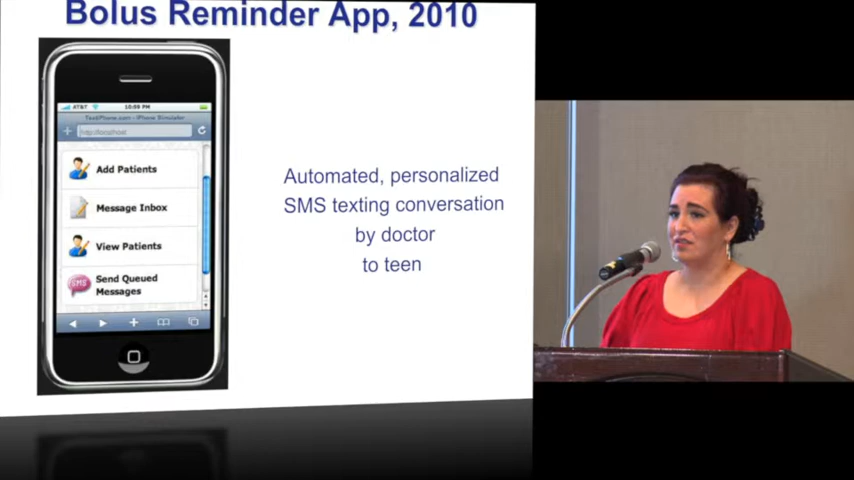 Bolus Reminder App, 2010
AT&T 10:09 PM
TestiPhone.com - iPhone Simulator
http://localhost
Add Patients
Message Inbox
View Patients
SMS
Send Queued
Messages
Automated, personalized
SMS texting conversation
by doctor
to teen